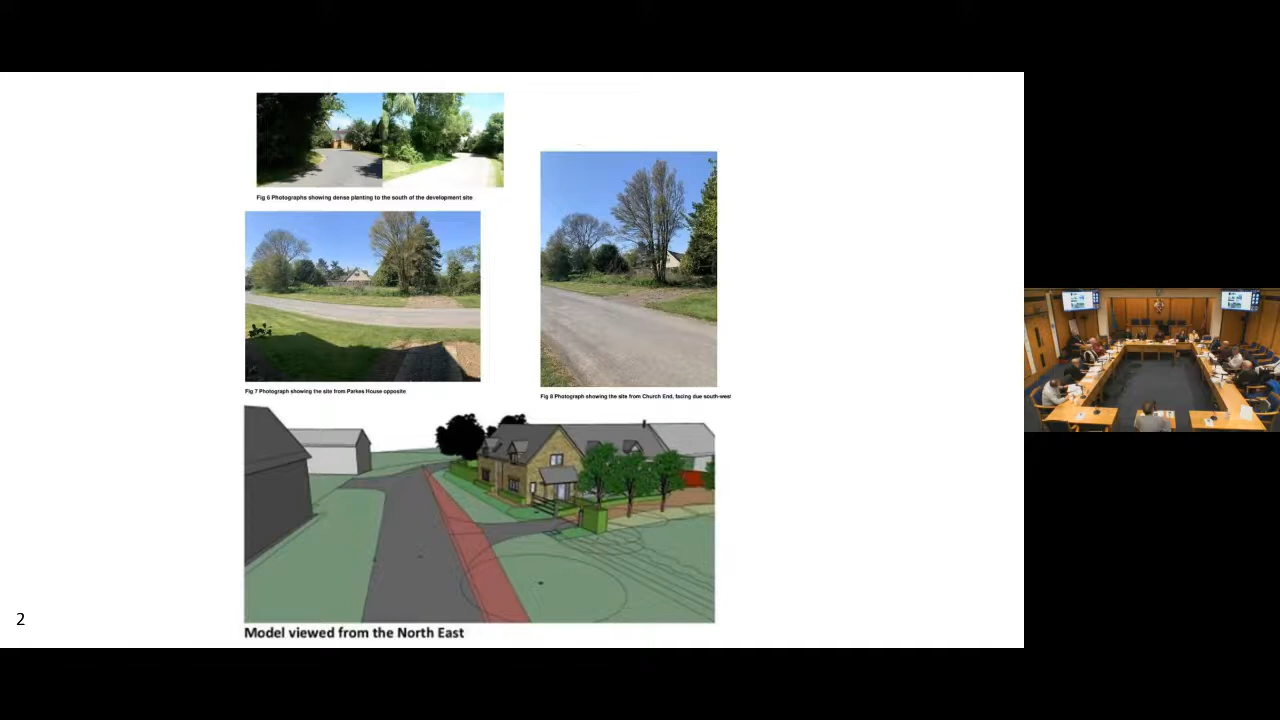 Fig 6 Photographs showing dense planting to the south of the development site
Fig 7 Photograph showing the site from Parkes House opposite
Fig 8 Photograph showing the site from Church End, facing due south-west
Model viewed from the North East
2